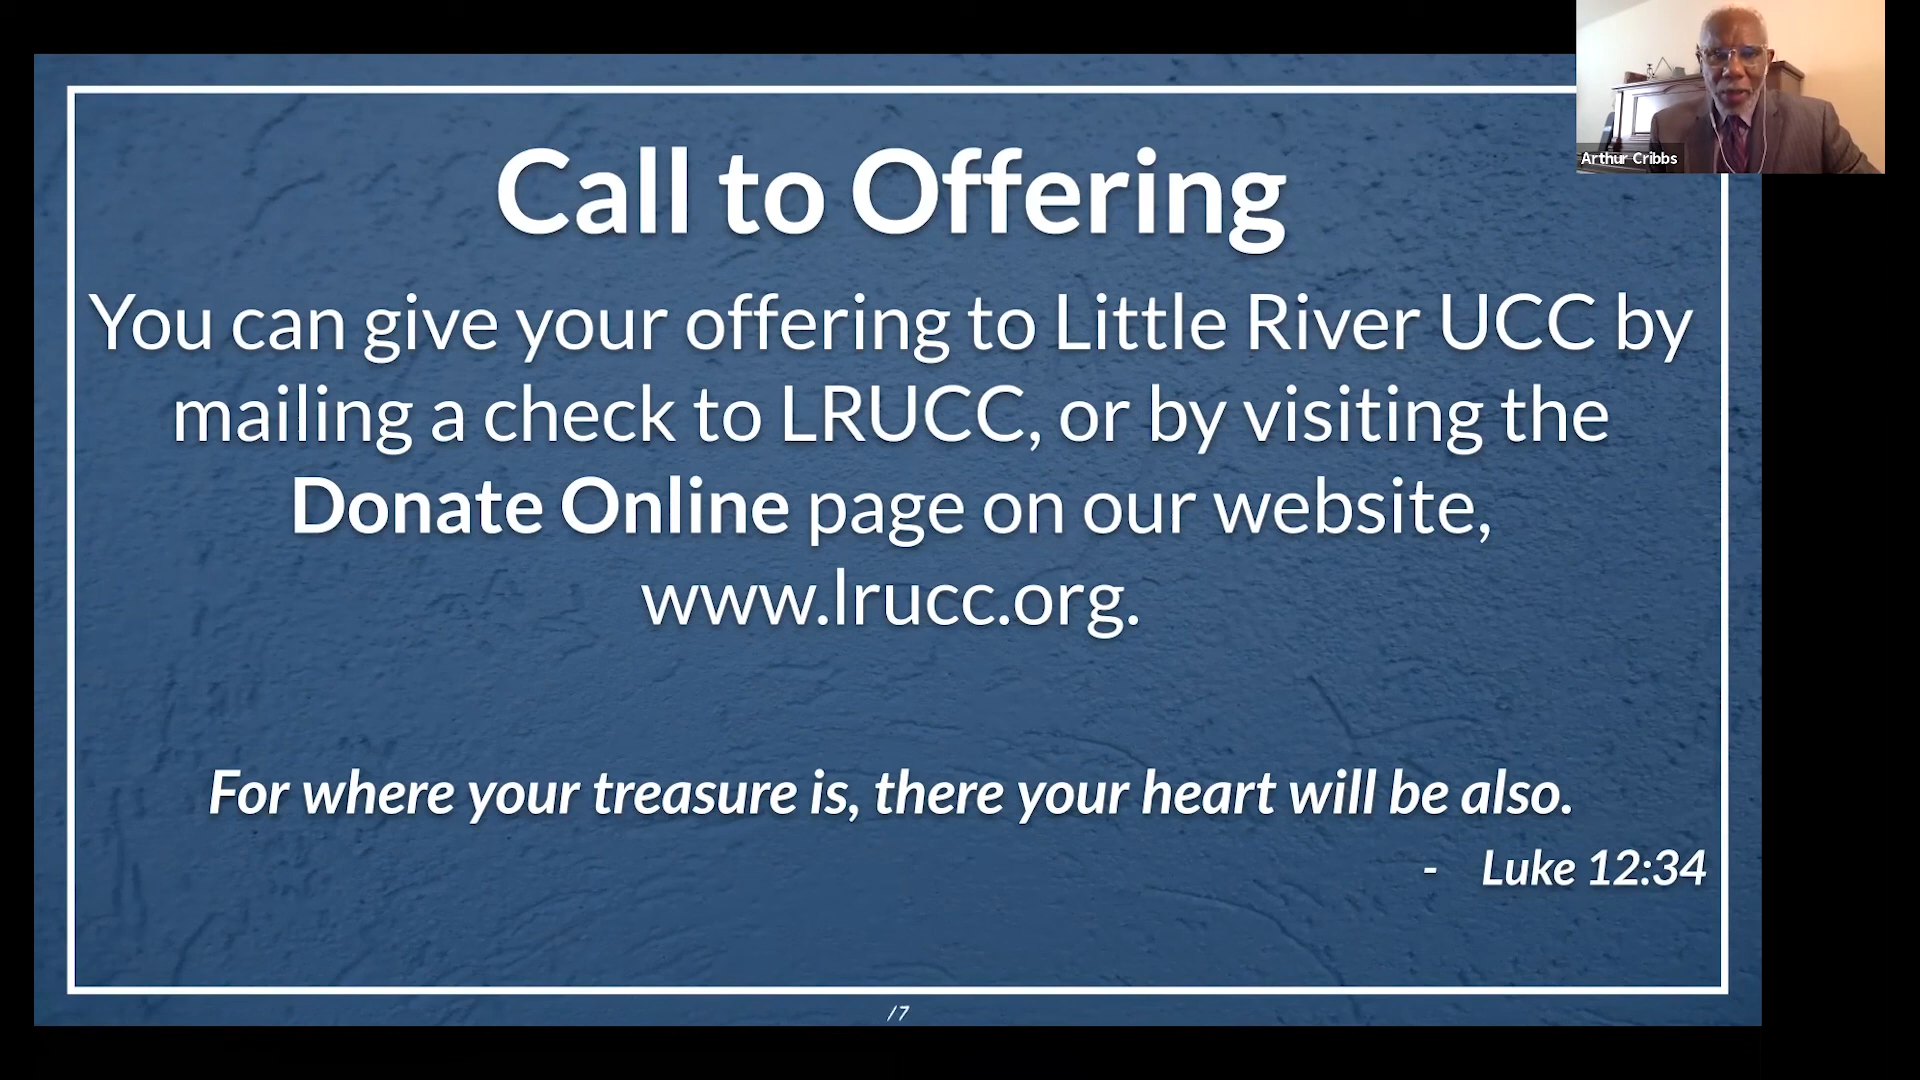 Arthur Cribbs
Call to Offering
You can give your offering to Little River UCC by
mailing a check to LRUCC, or by visiting the
Donate Online page on our website,
www.lrucc.org.
For where your treasure is, there your heart will be also.
- Luke 12:34
/7